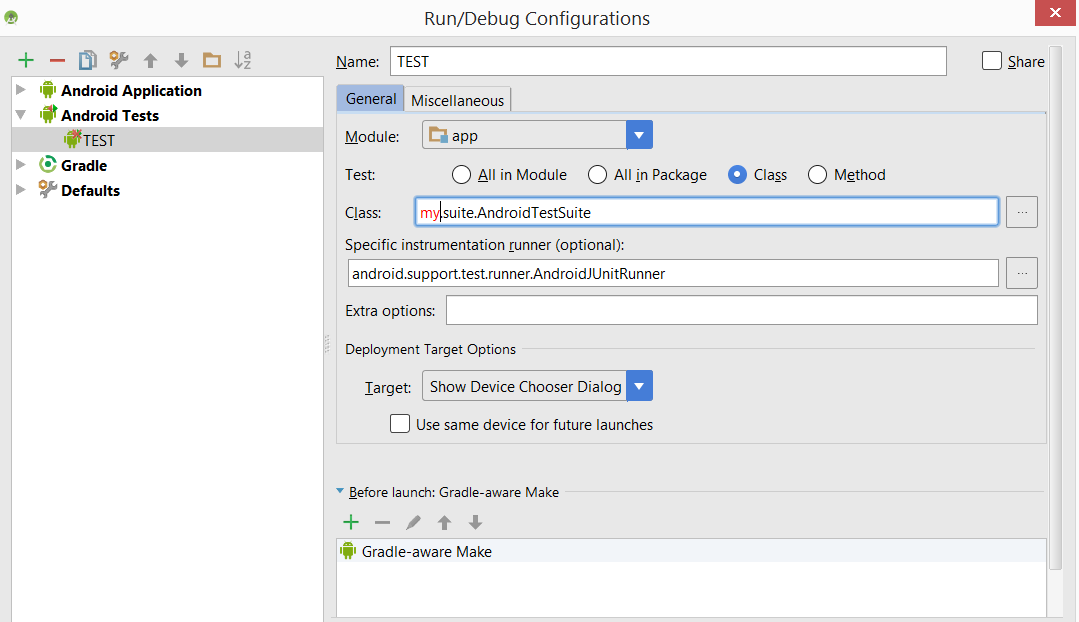 Run/Debug Configurations
Name: TEST Share
Android Application
Android Tests
TEST
Gradle
Defaults
General Miscellaneous
Module: app
Test: All in Module All in Package Class Method
Class: my.suite.AndroidTestSuite ...
Specific instrumentation runner (optional):
android.support.test.runner.AndroidJUnitRunner ...
Extra options:
Deployment Target Options
Target: Show Device Chooser Dialog
Use same device for future launches
Before launch: Gradle-aware Make
Gradle-aware Make